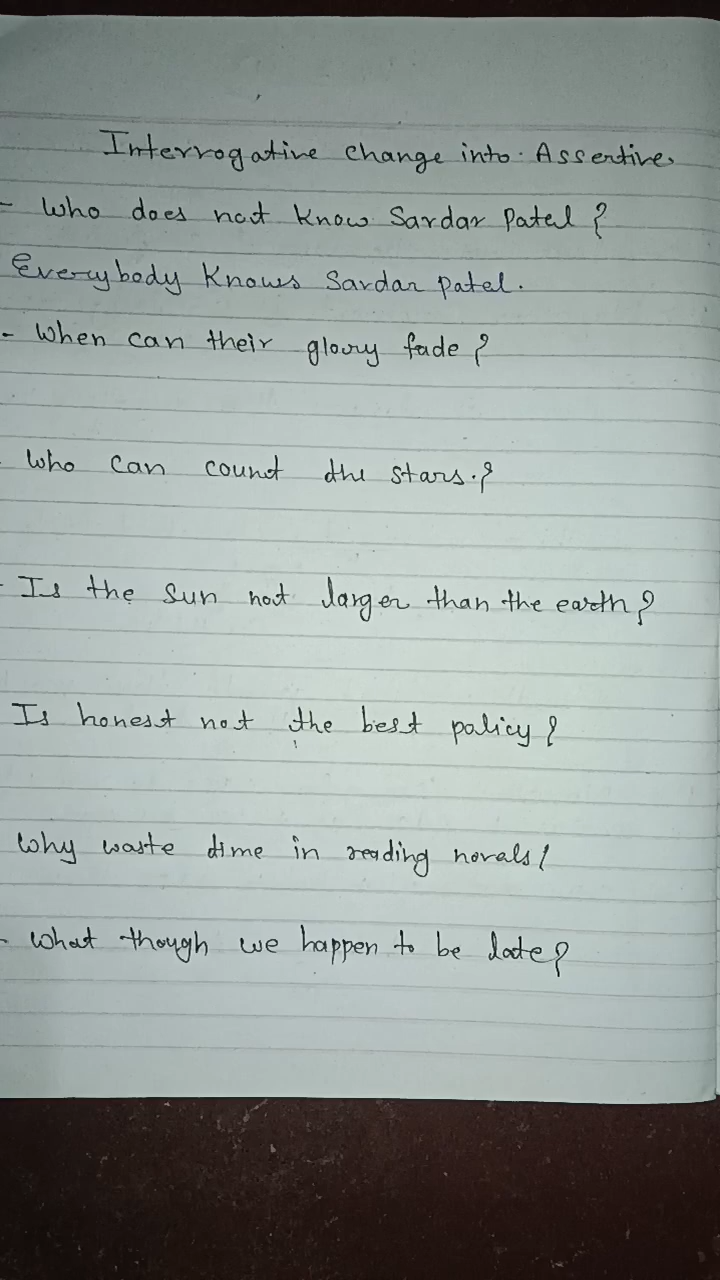 Interrogative change into Assertive.
- Who does not know Sardar Patel ?
Everybody Knows Sardar patel.
- When can their gloury fade ?
- Who can count the stars.?
- Is the sun not larger than the earth ?
Is honest not the best policy ?
Why waste time in reading novals !
- What though we happen to be late ?